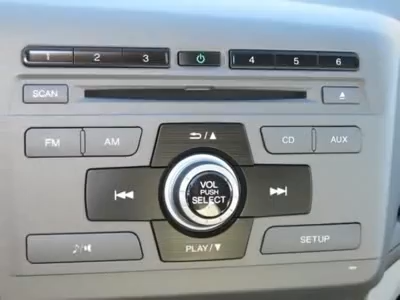 1 2 3 4 5 6
SCAN
FM AM CD AUX
VOL
PUSH
SELECT
PLAY/
SETUP